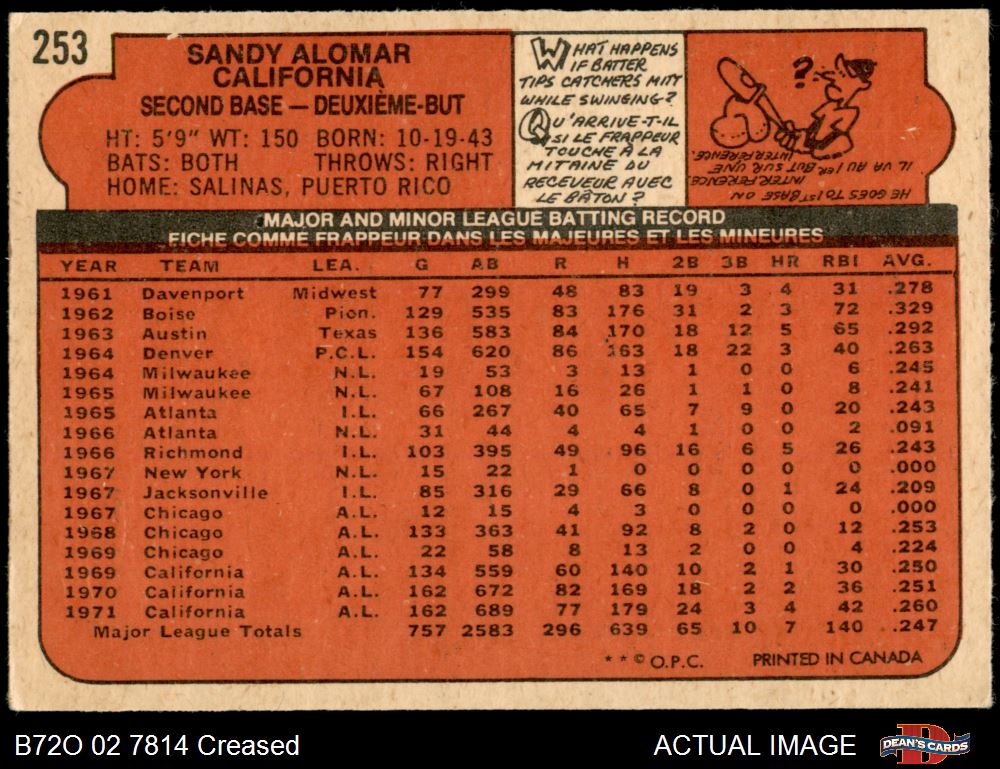 253
SANDY ALOMAR
CALIFORNIA
SECOND BASE — DEUXIÈME-BUT
HT: 5'9" WT: 150 BORN: 10-19-43
BATS: BOTH THROWS: RIGHT
HOME: SALINAS, PUERTO RICO
WHAT HAPPENS
IF BATTER
TIPS CATCHERS MITT
WHILE SWINGING?
QU'ARRIVE-T-IL
SI LE FRAPPEUR
TOUCHE À LA
MITAINE DU
RECEVEUR AVEC
LE BÂTON?
?
HE GOES TO 1ST BASE ON
INTERFERENCE.
IL VA AU 1er BUT SUR UNE
INTERFÉRENCE.
MAJOR AND MINOR LEAGUE BATTING RECORD
FICHE COMME FRAPPEUR DANS LES MAJEURES ET LES MINEURES
YEAR TEAM LEA. G AB R H 2B 3B HR RBI AVG.
1961 Davenport Midwest 77 299 48 83 19 3 4 31 .278
1962 Boise Pion. 129 535 83 176 31 2 3 72 .329
1963 Austin Texas 136 583 84 170 18 12 5 65 .292
1964 Denver P.C.L. 154 620 86 163 18 22 3 40 .263
1964 Milwaukee N.L. 19 53 3 13 1 0 0 6 .245
1965 Milwaukee N.L. 67 108 16 26 1 1 0 8 .241
1965 Atlanta I.L. 66 267 40 65 7 9 0 20 .243
1966 Atlanta N.L. 31 44 4 4 1 0 0 2 .091
1966 Richmond I.L. 103 395 49 96 16 6 5 26 .243
1967 New York N.L. 15 22 1 0 0 0 0 0 .000
1967 Jacksonville I.L. 85 316 29 66 8 0 1 24 .209
1967 Chicago A.L. 12 15 4 3 0 0 0 0 .000
1968 Chicago A.L. 133 363 41 92 8 2 0 12 .253
1969 Chicago A.L. 22 58 8 13 2 0 0 4 .224
1969 California A.L. 134 559 60 140 10 2 1 30 .250
1970 California A.L. 162 672 82 169 18 2 2 36 .251
1971 California A.L. 162 689 77 179 24 3 4 42 .260
Major League Totals 757 2583 296 639 65 10 7 140 .247
* * © O.P.C. PRINTED IN CANADA
B72O 02 7814 Creased
ACTUAL IMAGE
DEAN'S CARDS